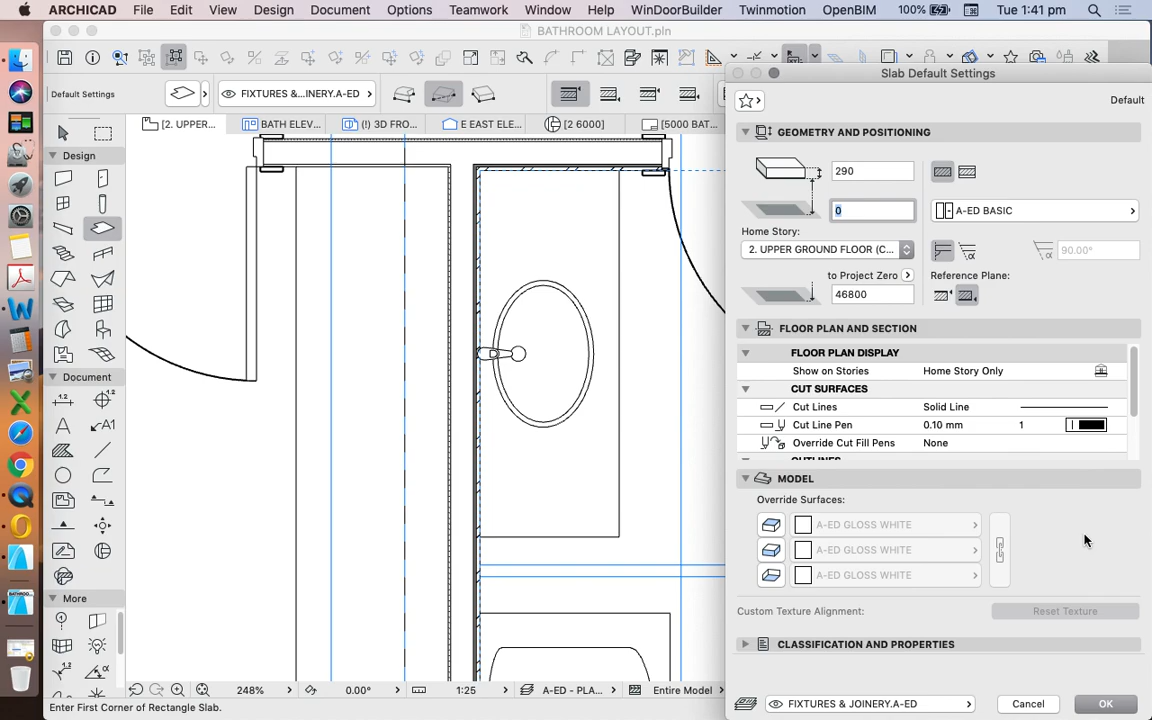 ARCHICAD File Edit View Design Document Options Teamwork Window Help WinDoorBuilder Twinmotion OpenBIM 100% Tue 1:41 pm
BATHROOM LAYOUT.pln
Slab Default Settings
Default Settings
FIXTURES &...INERY.A-ED
Default
[2. UPPER...
BATH ELEV...
(!) 3D FRO...
E EAST ELE...
[2 6000]
[5000 BAT...
GEOMETRY AND POSITIONING
Design
290
0
A-ED BASIC
Home Story:
2. UPPER GROUND FLOOR (C...
90.00°
to Project Zero
Reference Plane:
46800
FLOOR PLAN AND SECTION
FLOOR PLAN DISPLAY
Show on Stories Home Story Only
Document
CUT SURFACES
Cut Lines Solid Line
Cut Line Pen 0.10 mm 1
Override Cut Fill Pens None
OUTLINES
MODEL
Override Surfaces:
A-ED GLOSS WHITE
A-ED GLOSS WHITE
A-ED GLOSS WHITE
More
Custom Texture Alignment:
Reset Texture
CLASSIFICATION AND PROPERTIES
248%
0.00°
1:25
A-ED - PLA...
Entire Model
Enter First Corner of Rectangle Slab.
FIXTURES & JOINERY.A-ED
Cancel
OK